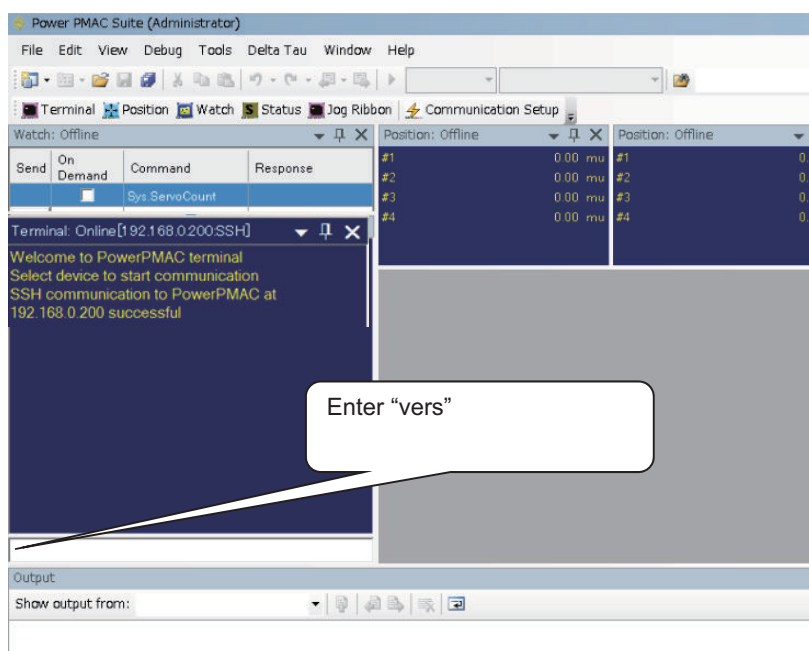 Power PMAC Suite (Administrator)
File Edit View Debug Tools Delta Tau Window Help
Terminal Position Watch Status Jog Ribbon Communication Setup
Watch: Offline
Send On Demand Command Response
Sys.ServoCount
Position: Offline
#1 0.00 mu
#2 0.00 mu
#3 0.00 mu
#4 0.00 mu
Position: Offline
#1 0.
#2 0.
#3 0.
#4 0.
Terminal: Online[192.168.0.200:SSH]
Welcome to PowerPMAC terminal
Select device to start communication
SSH communication to PowerPMAC at
192.168.0.200 successful
Enter “vers”
Output
Show output from: